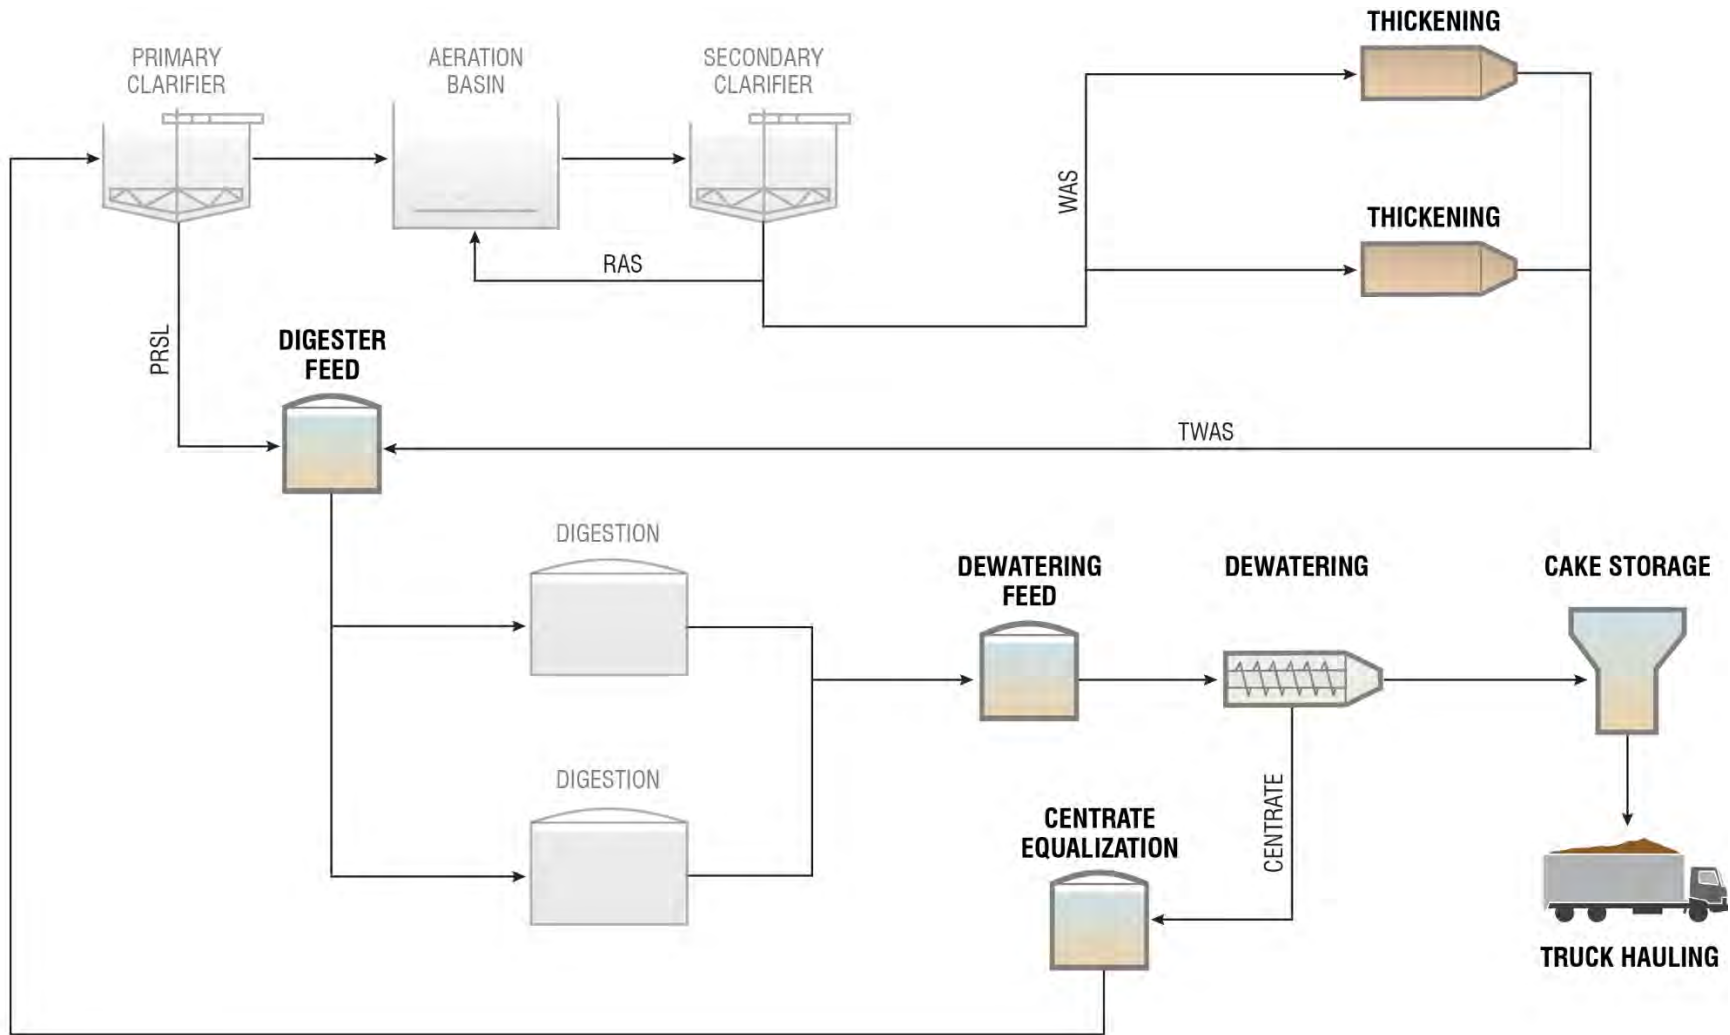 THICKENING
PRIMARY
CLARIFIER
AERATION
BASIN
SECONDARY
CLARIFIER
WAS
THICKENING
RAS
PRSL
DIGESTER
FEED
TWAS
DIGESTION
DEWATERING
FEED
DEWATERING
CAKE STORAGE
DIGESTION
CENTRATE
EQUALIZATION
CENTRATE
TRUCK HAULING